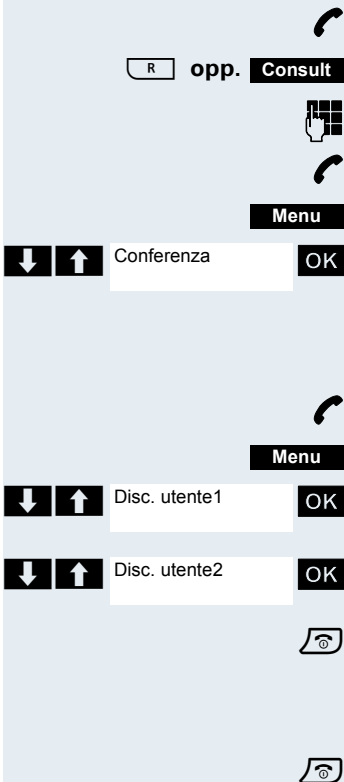 R opp. Consult
Menu
Conferenza OK
Menu
Disc. utente1 OK
Disc. utente2 OK